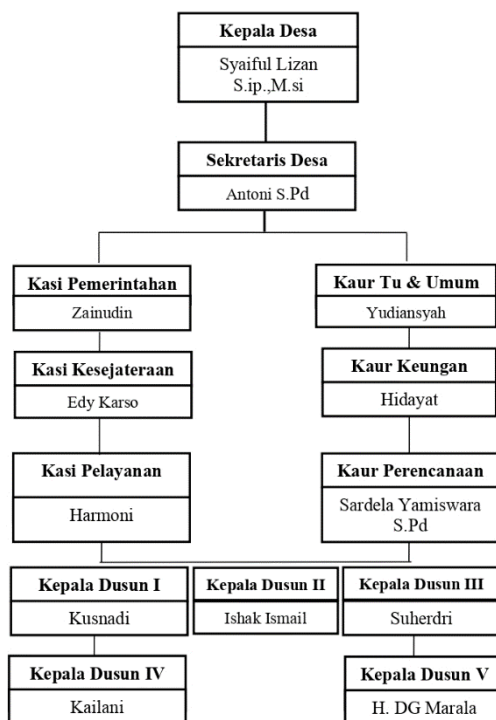 Kepala Desa
Syaiful Lizan
S.ip.,M.si
Sekretaris Desa
Antoni S.Pd
Kasi Pemerintahan
Zainudin
Kaur Tu & Umum
Yudiansyah
Kasi Kesejateraan
Edy Karso
Kaur Keungan
Hidayat
Kasi Pelayanan
Harmoni
Kaur Perencanaan
Sardela Yamiswara
S.Pd
Kepala Dusun I
Kusnadi
Kepala Dusun II
Ishak Ismail
Kepala Dusun III
Suherdri
Kepala Dusun IV
Kailani
Kepala Dusun V
H. DG Marala